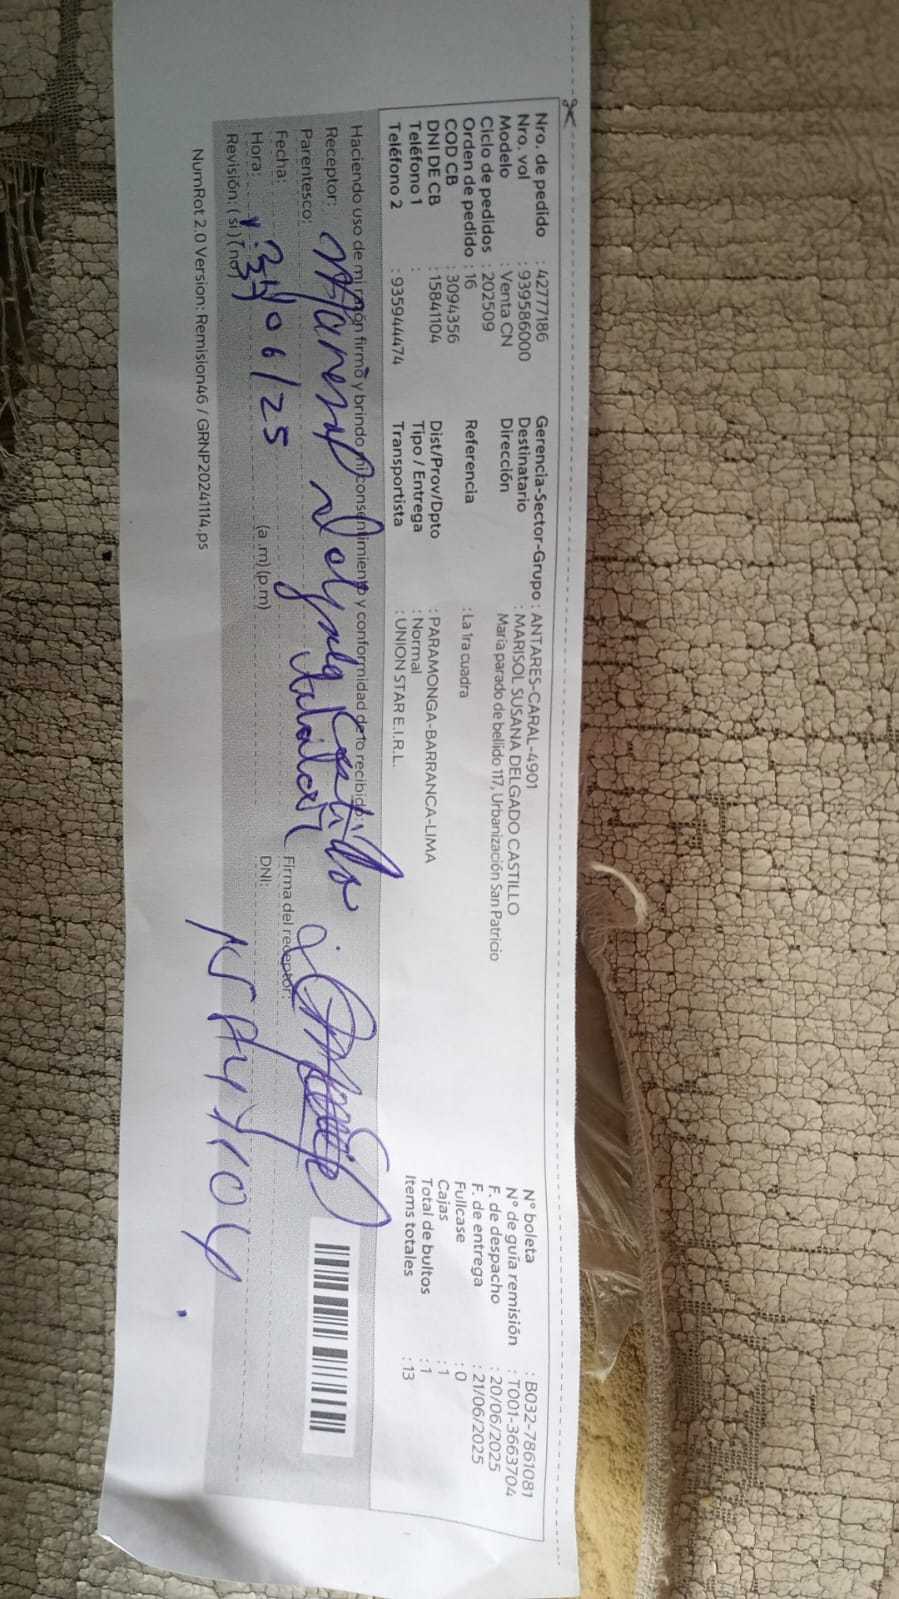 Nro. de pedido : 42777186
Nro. vol : 939586000
Modelo : Venta CN
Ciclo de pedidos : 202509
Orden de pedido : 16
COD CB : 3094356
DNI DE CB : 15841104
Teléfono 1 :
Teléfono 2 : 935944474
Gerencia-Sector-Grupo : ANTARES-CARAL-4901
Destinatario : MARISOL SUSANA DELGADO CASTILLO
Dirección María parado de bellido 117, Urbanización San Patricio
Referencia : La 1ra cuadra
Dist/Prov/Dpto : PARAMONGA-BARRANCA-LIMA
Tipo / Entrega : Normal
Transportista : UNION STAR E.I.R.L.
N° boleta : B032-7861081
N° de guía remisión : T001-3663704
F. de despacho : 20/06/2025
F. de entrega : 21/06/2025
Fullcase : 0
Cajas : 1
Total de bultos : 1
Items totales : 13
Haciendo uso de mi razón firmo y brindo mi consentimiento y conformidad de lo recibido:
Receptor: Delgado Castillo
Parentesco: titular
Firma del receptor:
Fecha: /06/25
Hora: (a.m) (p.m)
DNI: 15841104
Revisión: ( si ) ( no )
NumRot 2.0 Version: Remision46 / GRNP20241114.ps